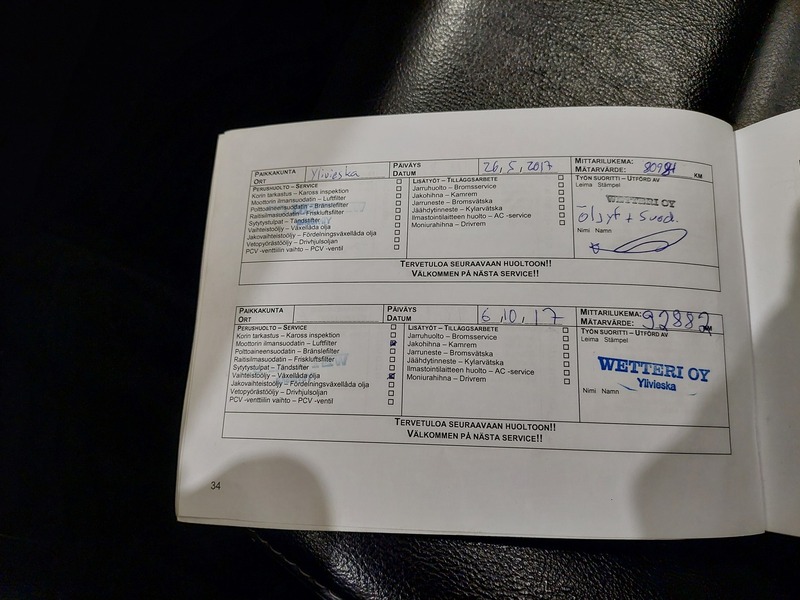 PAIKKAKUNTA Ylivieska PÄIVÄYS 26,5,2017 MITTARILUKEMA:
ORT DATUM MÄTARVÄRDE: KM
PERUSHUOLTO – SERVICE LISÄTYÖT – TILLÄGGSARBETE TYÖN SUORITTI – UTFÖRD AV
Korin tarkastus – Kaross inspektion Jarruhuolto – Bromsservice Leima Stämpel
Moottorin ilmansuodatin – Luftfilter Jakohihna – Kamrem WETTERI OY
Polttoaineensuodatin – Bränslefilter Jarruneste – Bromsvätska Öljyt + Suod.
Raitisilmasuodatin – Friskluftsfilter Jäähdytinneste – Kylarvätska
Sytytystulpat – Tändstifter Ilmastointilaitteen huolto – AC -service Nimi Namn
Vaihteistoöljy – Växellåda olja Moniurahihna – Drivrem
Jakovaihteistoöljy – Fördelningsväxellåda olja
Vetopyörästööljy – Drivhjulsoljan
PCV -venttiilin vaihto – PCV -ventil
TERVETULOA SEURAAVAAN HUOLTOON!!
VÄLKOMMEN PÅ NÄSTA SERVICE!!
PAIKKAKUNTA PÄIVÄYS 6,10,17 MITTARILUKEMA: 92882
ORT DATUM MÄTARVÄRDE: KM
PERUSHUOLTO – SERVICE LISÄTYÖT – TILLÄGGSARBETE TYÖN SUORITTI – UTFÖRD AV
Korin tarkastus – Kaross inspektion Jarruhuolto – Bromsservice Leima Stämpel
Moottorin ilmansuodatin – Luftfilter Jakohihna – Kamrem
Polttoaineensuodatin – Bränslefilter Jarruneste – Bromsvätska WETTERI OY
Raitisilmasuodatin – Friskluftsfilter Jäähdytinneste – Kylarvätska Ylivieska
Sytytystulpat – Tändstifter Ilmastointilaitteen huolto – AC -service
Vaihteistoöljy – Växellåda olja Moniurahihna – Drivrem Nimi Namn
Jakovaihteistoöljy – Fördelningsväxellåda olja
Vetopyörästööljy – Drivhjulsoljan
PCV -venttiilin vaihto – PCV -ventil
TERVETULOA SEURAAVAAN HUOLTOON!!
VÄLKOMMEN PÅ NÄSTA SERVICE!!
34